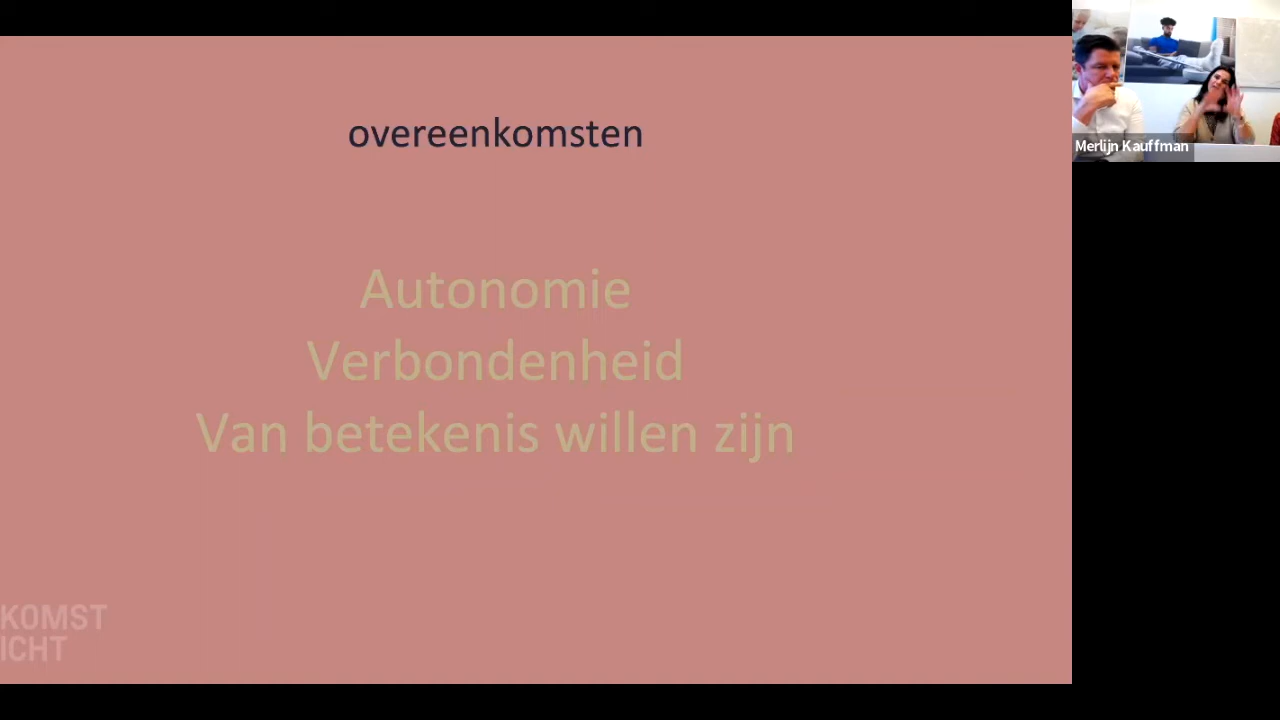 overeenkomsten
Autonomie
Verbondenheid
Van betekenis willen zijn
KOMST
ICHT
Merlijn Kauffman